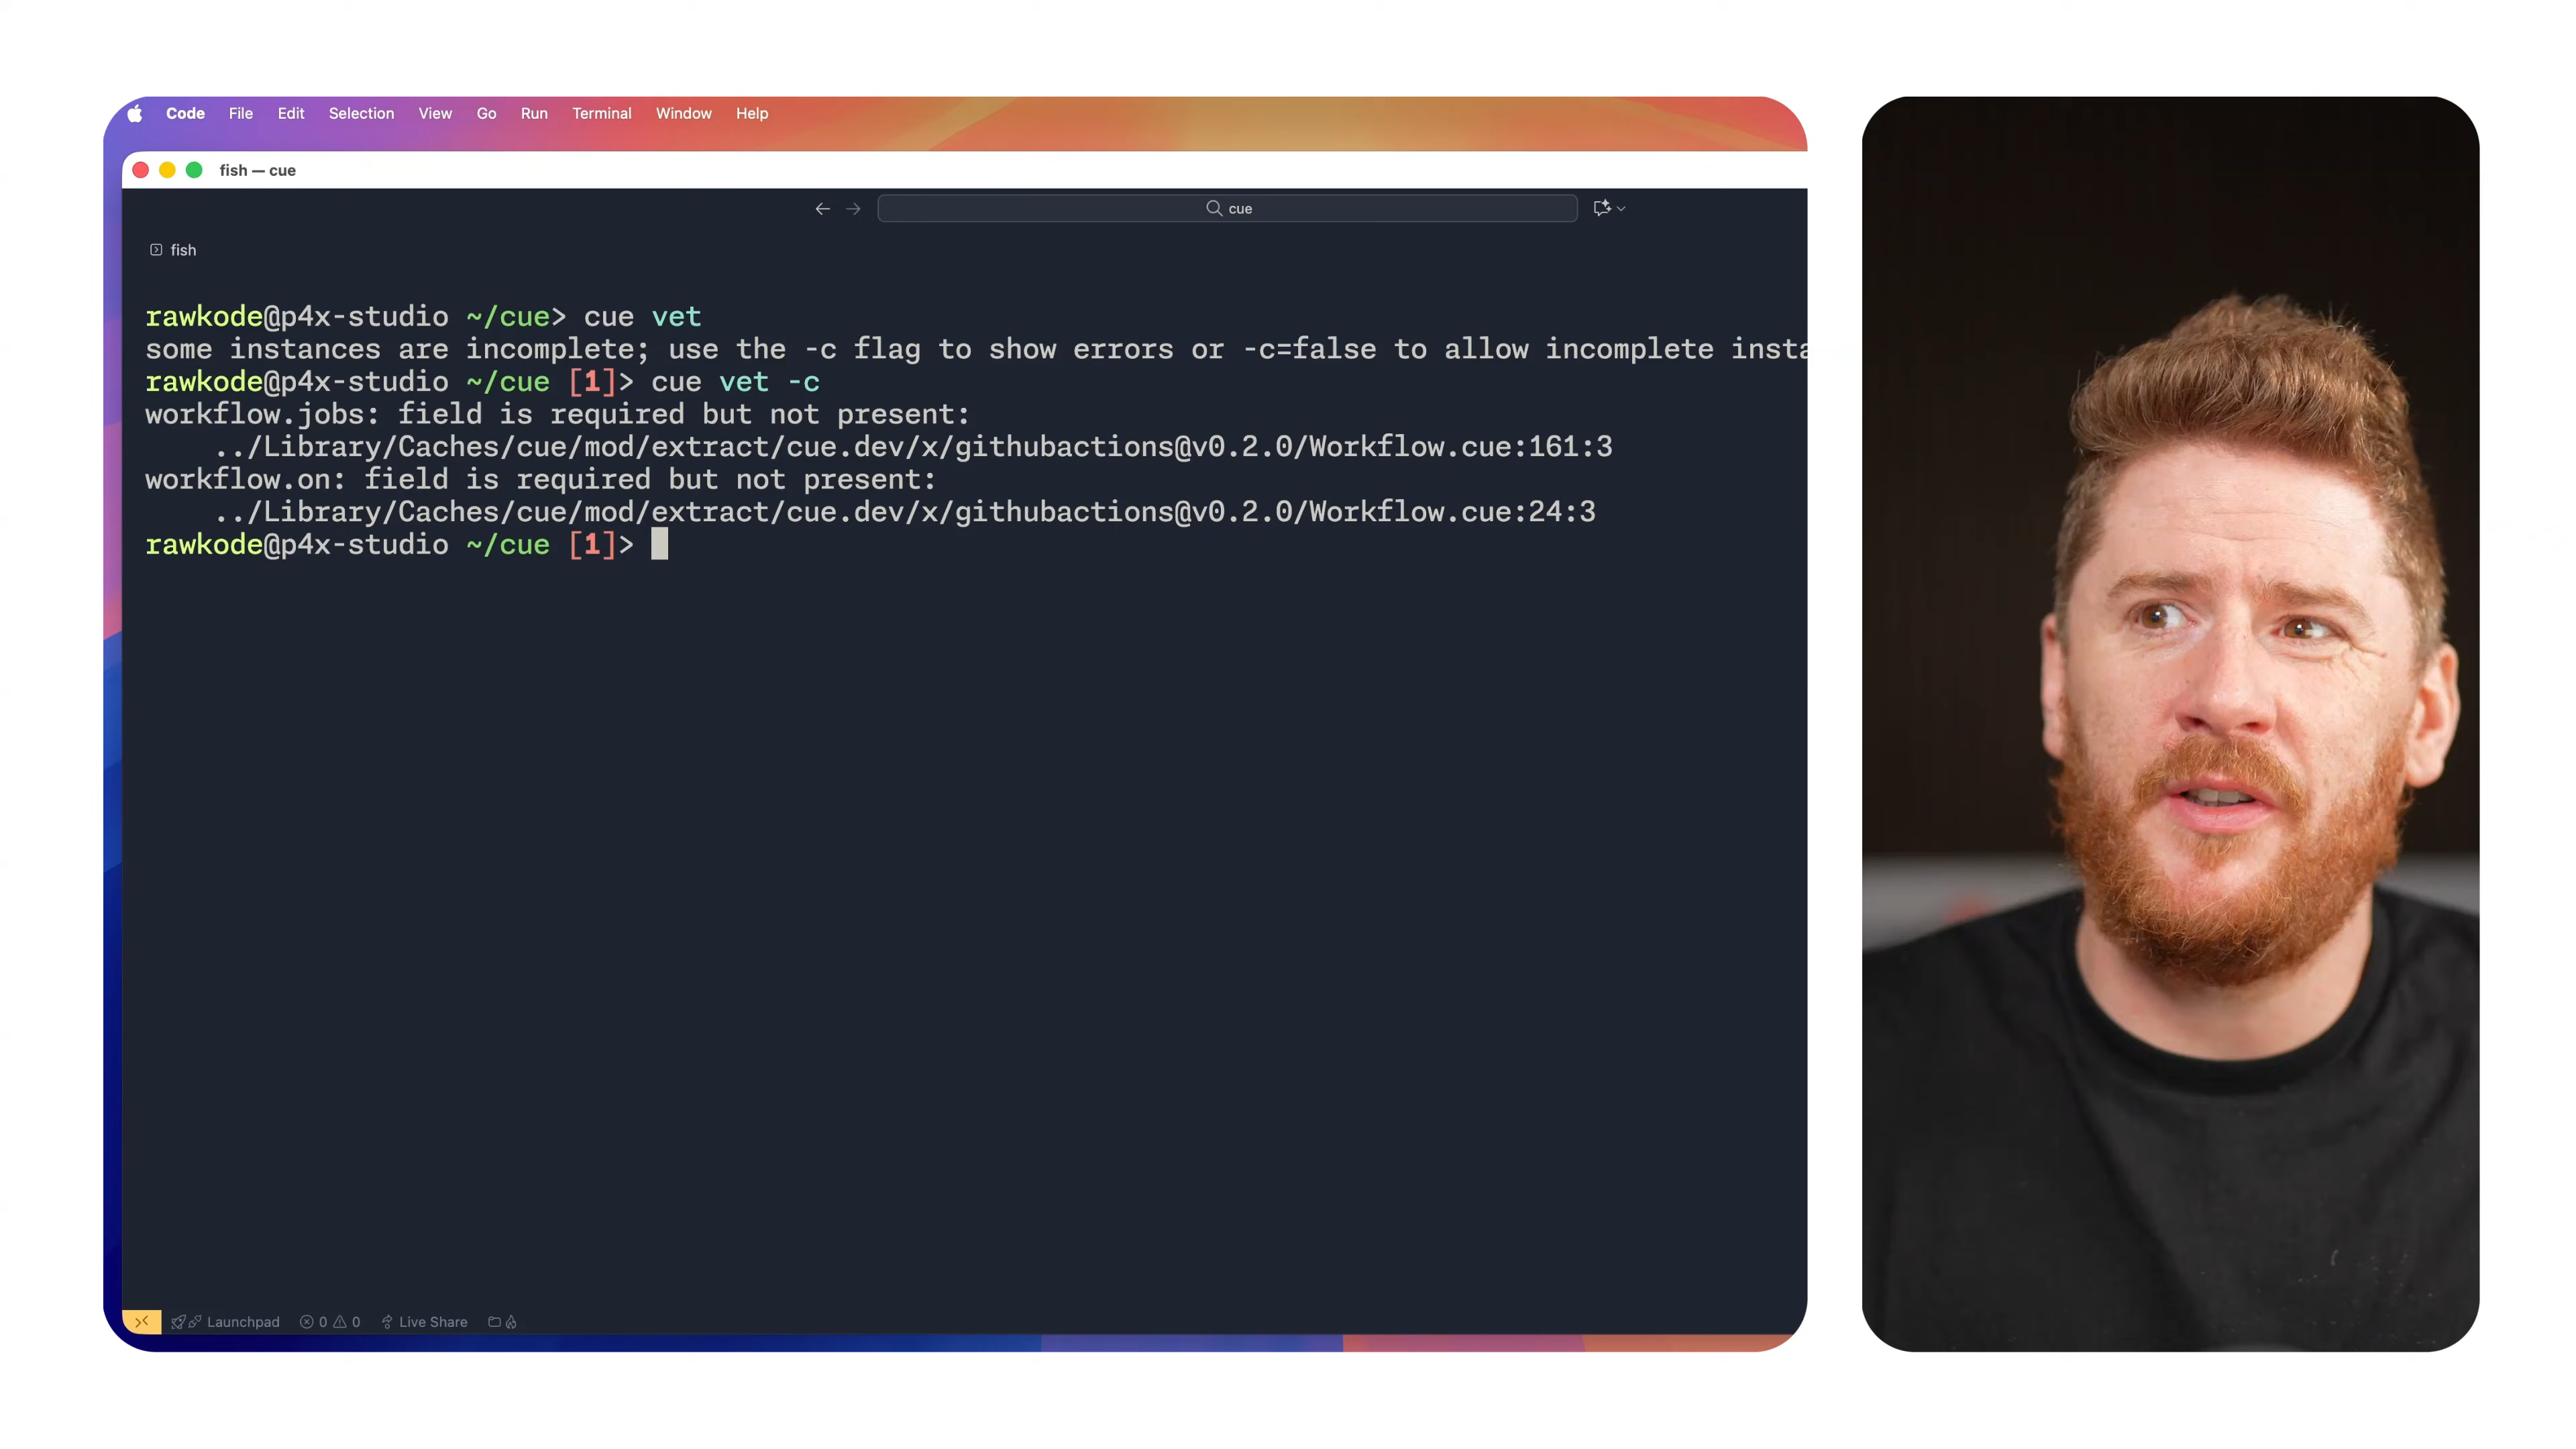 Code File Edit Selection View Go Run Terminal Window Help
fish — cue
cue
fish
rawkode@p4x-studio ~/cue> cue vet
some instances are incomplete; use the -c flag to show errors or -c=false to allow incomplete insta
rawkode@p4x-studio ~/cue [1]> cue vet -c
workflow.jobs: field is required but not present:
../Library/Caches/cue/mod/extract/cue.dev/x/githubactions@v0.2.0/Workflow.cue:161:3
workflow.on: field is required but not present:
../Library/Caches/cue/mod/extract/cue.dev/x/githubactions@v0.2.0/Workflow.cue:24:3
rawkode@p4x-studio ~/cue [1]>
Launchpad 0 0 Live Share